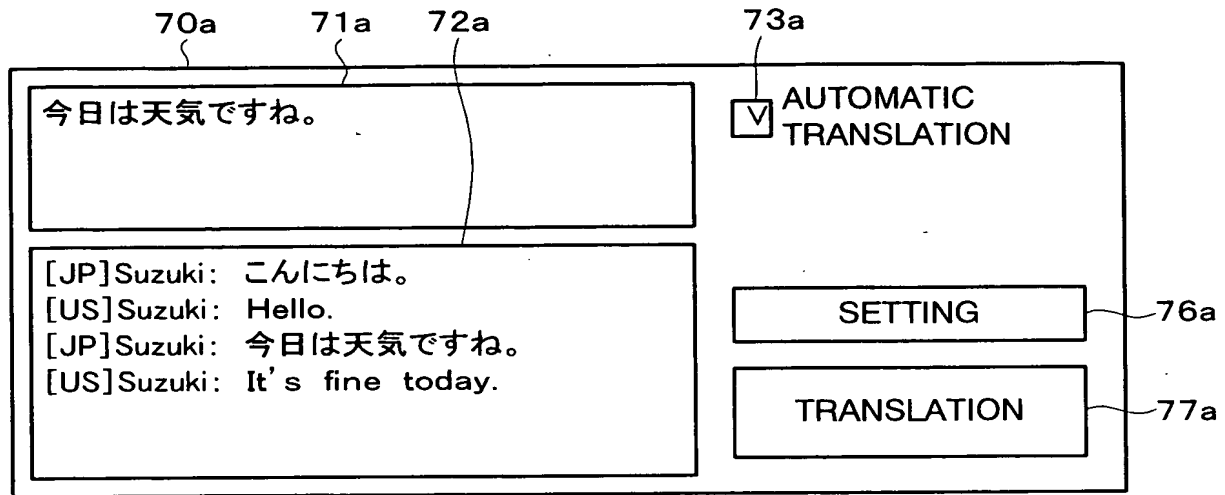 70a 71a 72a 73a
今日は天気ですね。
AUTOMATIC
TRANSLATION
[JP]Suzuki: こんにちは。
[US]Suzuki: Hello.
[JP]Suzuki: 今日は天気ですね。
[US]Suzuki: It's fine today.
SETTING
76a
TRANSLATION
77a